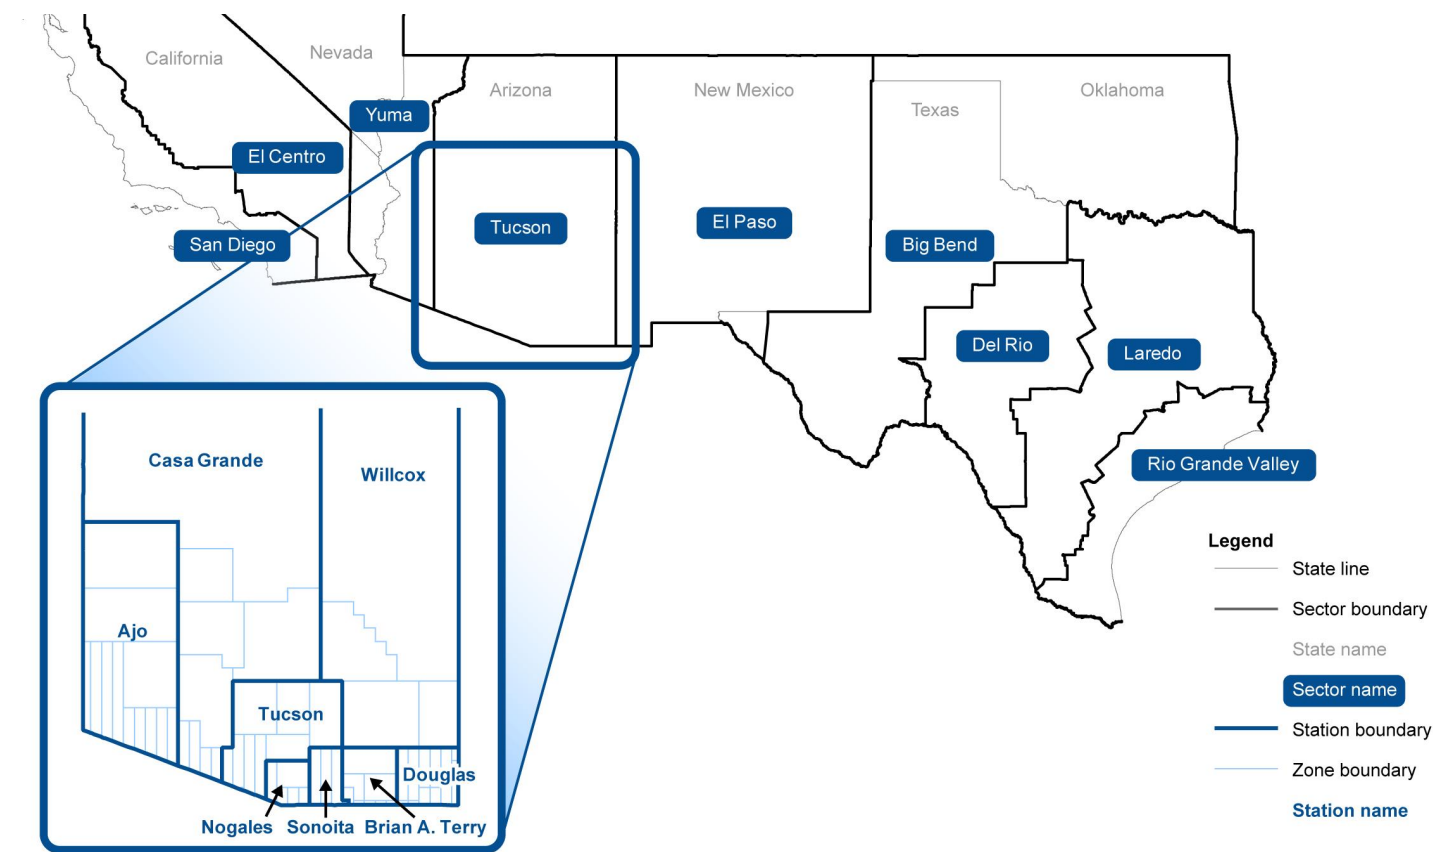 California
Nevada
Arizona
New Mexico
Texas
Oklahoma
Yuma
El Centro
San Diego
Tucson
El Paso
Big Bend
Del Rio
Laredo
Rio Grande Valley
Casa Grande
Willcox
Ajo
Tucson
Douglas
Nogales
Sonoita
Brian A. Terry
Legend
State line
Sector boundary
State name
Sector name
Station boundary
Zone boundary
Station name